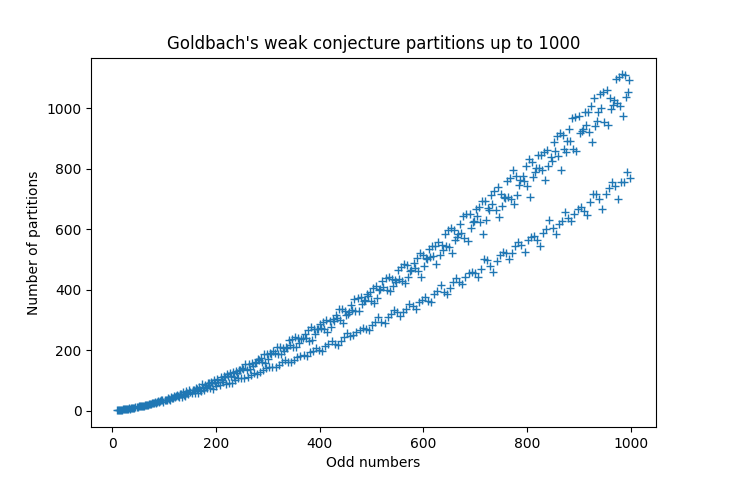 Goldbach's weak conjecture partitions up to 1000
Number of partitions
1000
800
600
400
200
0
0 200 400 600 800 1000
Odd numbers